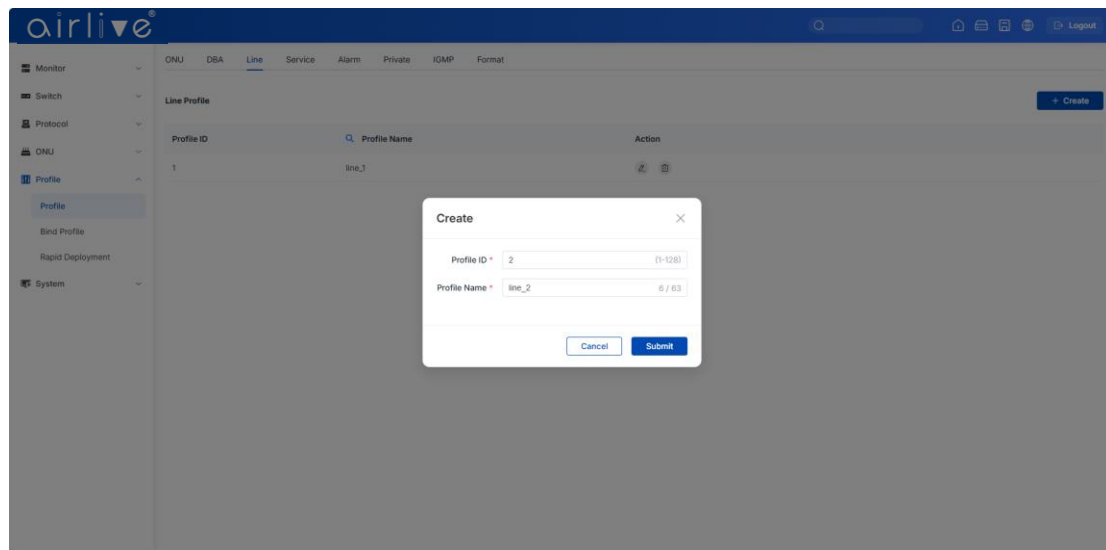 airlive®
Logout
Monitor
Switch
Protocol
ONU
Profile
Profile
Bind Profile
Rapid Deployment
System
ONU DBA Line Service Alarm Private IGMP Format
Line Profile
+ Create
Profile ID Profile Name Action
1 line_1
Create
Profile ID * 2 (1-128)
Profile Name * line_2 6 / 63
Cancel Submit